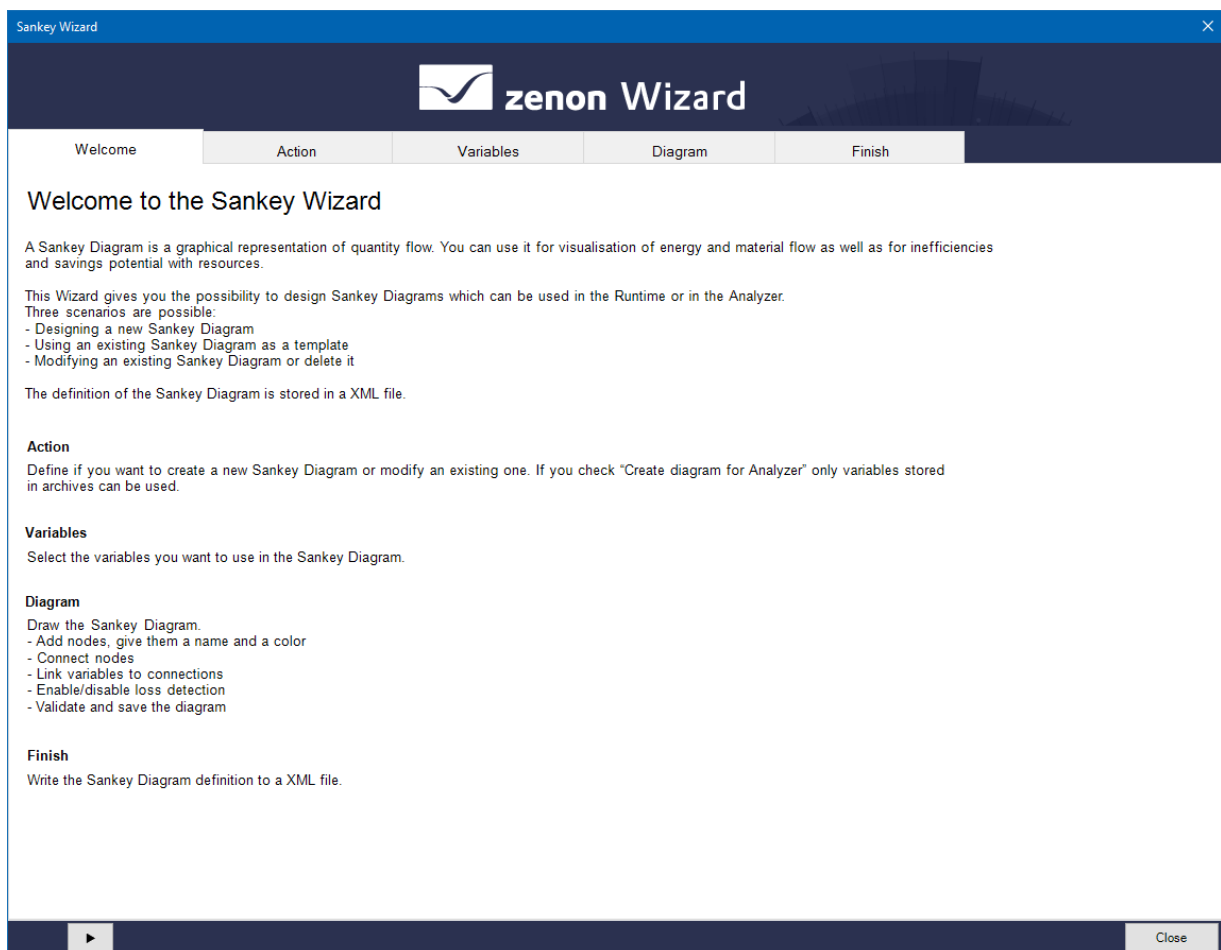 Sankey Wizard
zenon Wizard
Welcome
Action
Variables
Diagram
Finish
Welcome to the Sankey Wizard
A Sankey Diagram is a graphical representation of quantity flow. You can use it for visualisation of energy and material flow as well as for inefficiencies
and savings potential with resources.
This Wizard gives you the possibility to design Sankey Diagrams which can be used in the Runtime or in the Analyzer.
Three scenarios are possible:
- Designing a new Sankey Diagram
- Using an existing Sankey Diagram as a template
- Modifying an existing Sankey Diagram or delete it
The definition of the Sankey Diagram is stored in a XML file.
Action
Define if you want to create a new Sankey Diagram or modify an existing one. If you check “Create diagram for Analyzer” only variables stored
in archives can be used.
Variables
Select the variables you want to use in the Sankey Diagram.
Diagram
Draw the Sankey Diagram.
- Add nodes, give them a name and a color
- Connect nodes
- Link variables to connections
- Enable/disable loss detection
- Validate and save the diagram
Finish
Write the Sankey Diagram definition to a XML file.
Close